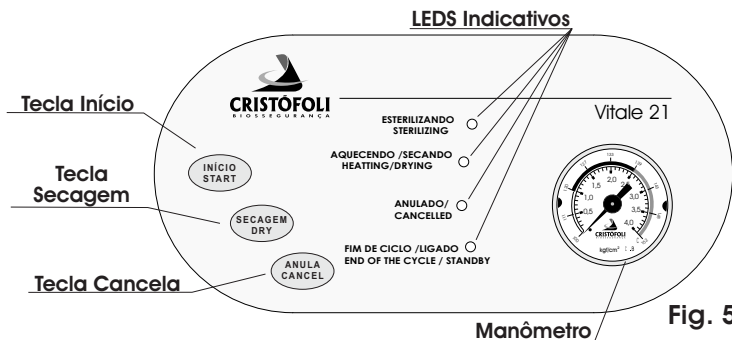 LEDS Indicativos
CRISTÓFOLI
BIOSSEGURANÇA
Tecla Início
Vitale 21
ESTERILIZANDO
STERILIZING
AQUECENDO /SECANDO
HEATTING/DRYING
INÍCIO
START
Tecla
Secagem
SECAGEM
DRY
ANULADO/
CANCELLED
FIM DE CICLO /LIGADO
END OF THE CYCLE / STANDBY
ANULA
CANCEL
Tecla Cancela
0,5
1,0
1,5
2,0
3,0
3,5
4,0
CRISTÓFOLI
kgf/cm²
Manômetro
Fig. 5